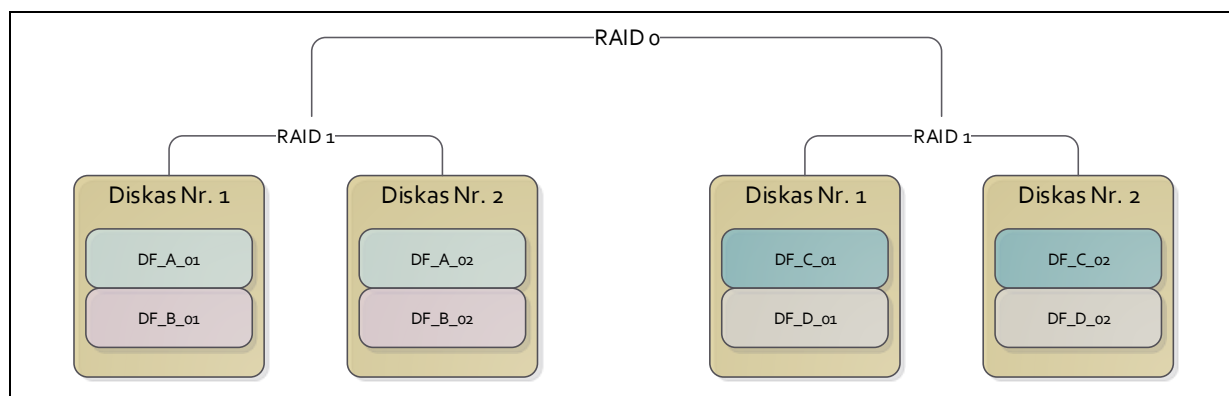 RAID 0
RAID 1
RAID 1
Diskas Nr. 1
Diskas Nr. 2
Diskas Nr. 1
Diskas Nr. 2
DF_A_01
DF_A_02
DF_C_01
DF_C_02
DF_B_01
DF_B_02
DF_D_01
DF_D_02